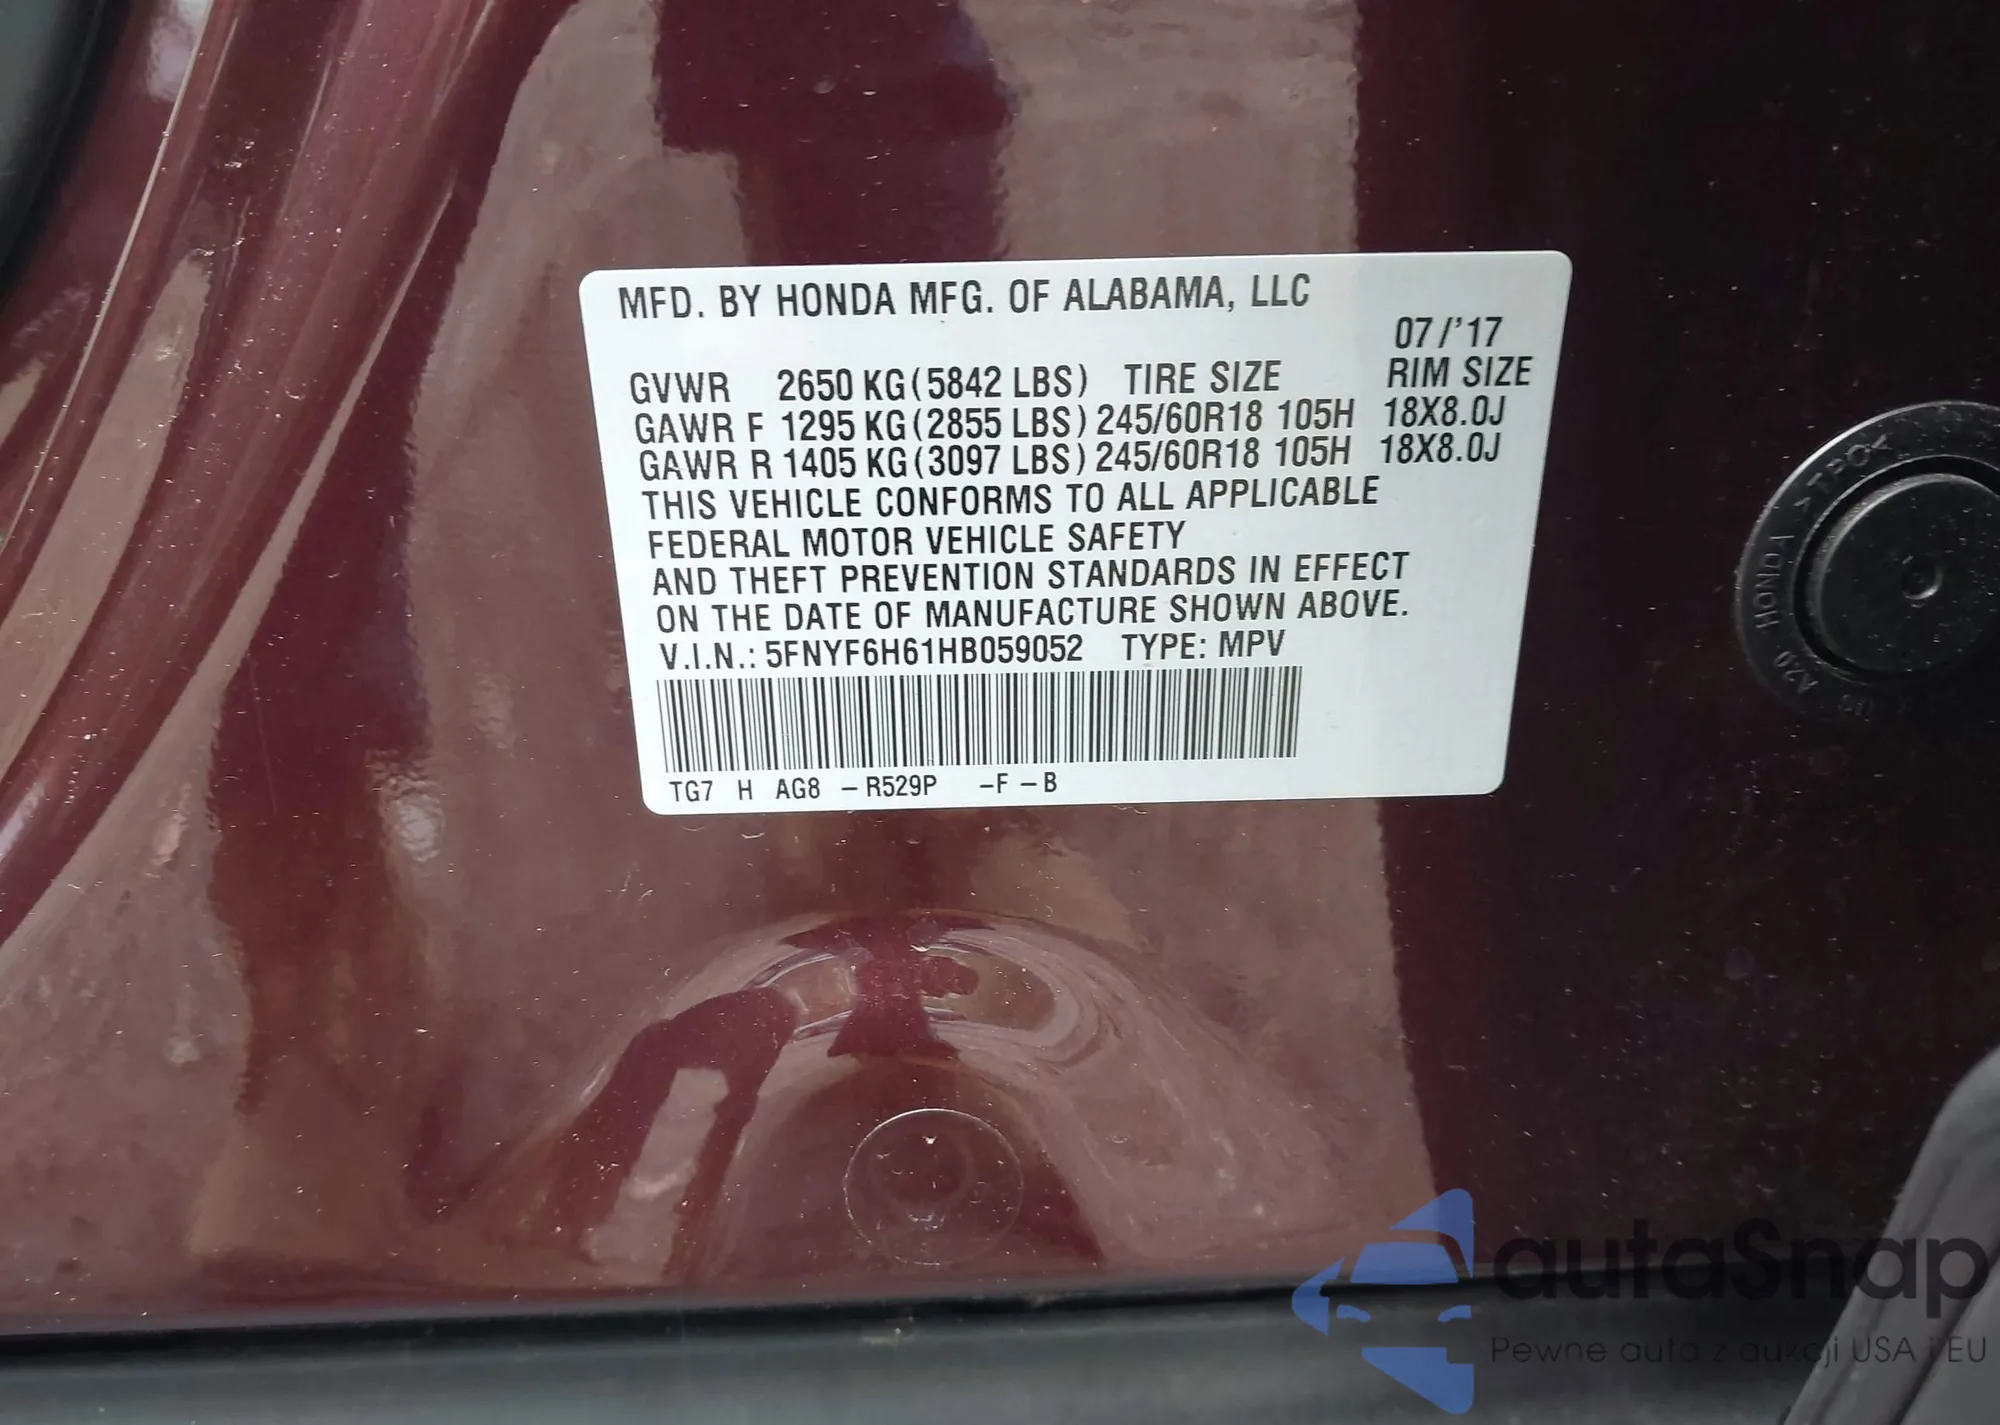 MFD. BY HONDA MFG. OF ALABAMA, LLC
07/'17
GVWR 2650 KG (5842 LBS) TIRE SIZE RIM SIZE
GAWR F 1295 KG (2855 LBS) 245/60R18 105H 18X8.0J
GAWR R 1405 KG (3097 LBS) 245/60R18 105H 18X8.0J
THIS VEHICLE CONFORMS TO ALL APPLICABLE
FEDERAL MOTOR VEHICLE SAFETY
AND THEFT PREVENTION STANDARDS IN EFFECT
ON THE DATE OF MANUFACTURE SHOWN ABOVE.
V.I.N.: 5FNYF6H61HB059052 TYPE: MPV
TG7 H AG8 - R529P - F - B
HONDA >TPO<
A20
autaSnap
Pewne auta z aukcji USA i EU